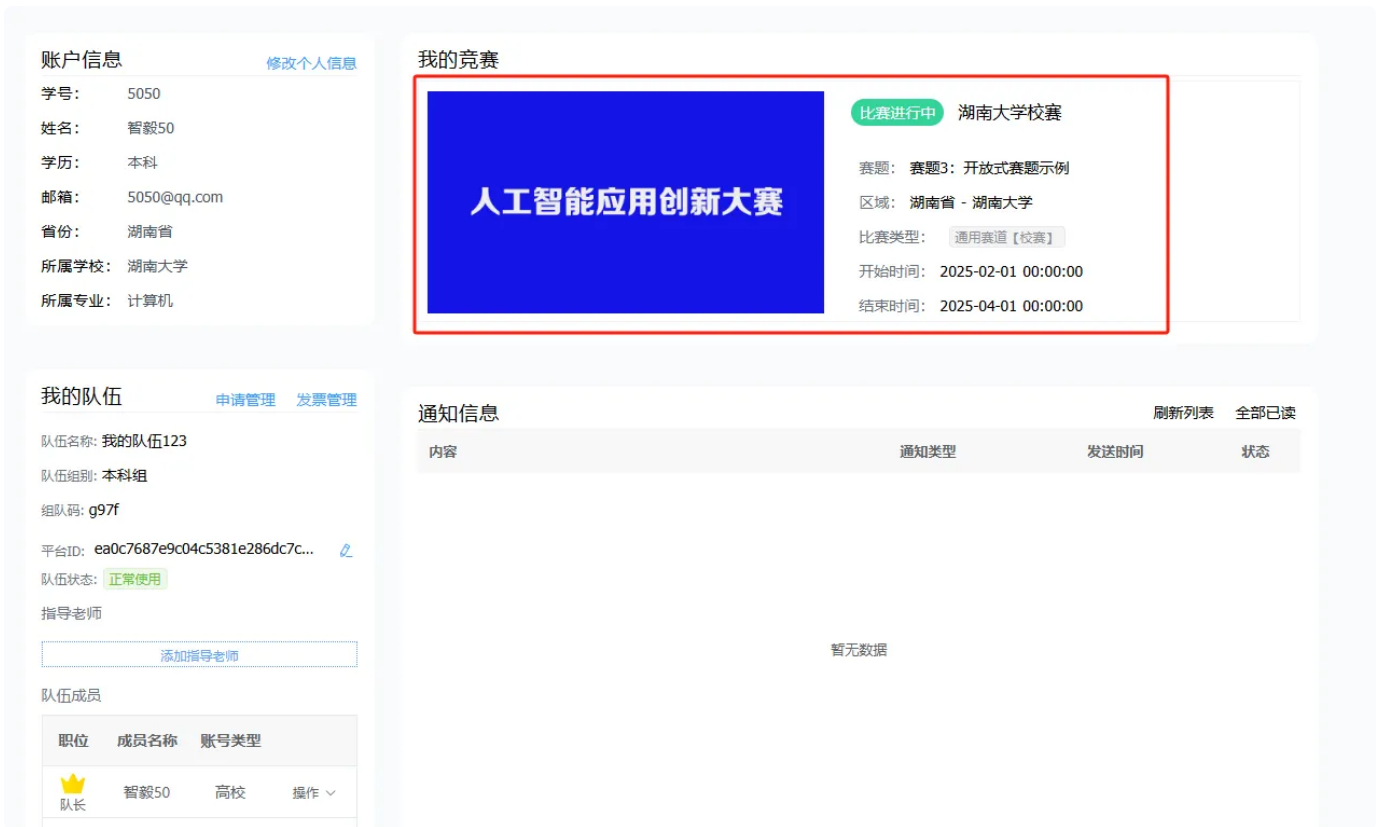 账户信息 修改个人信息
学号： 5050
姓名： 智毅50
学历： 本科
邮箱： 5050@qq.com
省份： 湖南省
所属学校： 湖南大学
所属专业： 计算机
我的竞赛
人工智能应用创新大赛
比赛进行中 湖南大学校赛
赛题： 赛题3：开放式赛题示例
区域： 湖南省 - 湖南大学
比赛类型： 通用赛道【校赛】
开始时间： 2025-02-01 00:00:00
结束时间： 2025-04-01 00:00:00
我的队伍 申请管理 发票管理
队伍名称: 我的队伍123
队伍组别: 本科组
组队码: g97f
平台ID: ea0c7687e9c04c5381e286dc7c...
队伍状态: 正常使用
指导老师
添加指导老师
队伍成员
职位 成员名称 账号类型
队长 智毅50 高校 操作
通知信息 刷新列表 全部已读
内容 通知类型 发送时间 状态
暂无数据